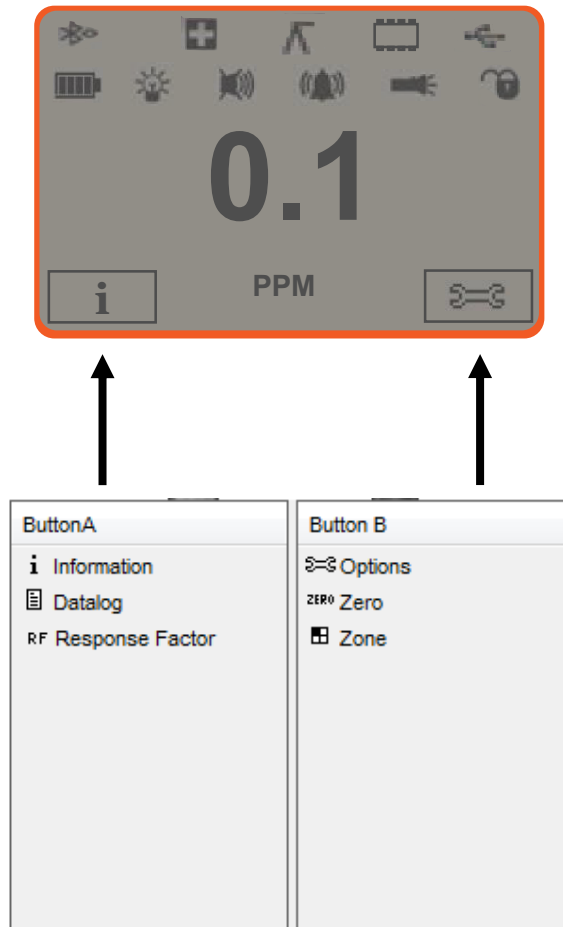 0.1
PPM
i
ButtonA
i Information
Datalog
RF Response Factor
Button B
Options
ZERO Zero
Zone